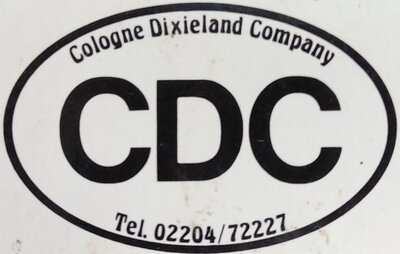 Cologne Dixieland Company
CDC
Tel. 02204/72227